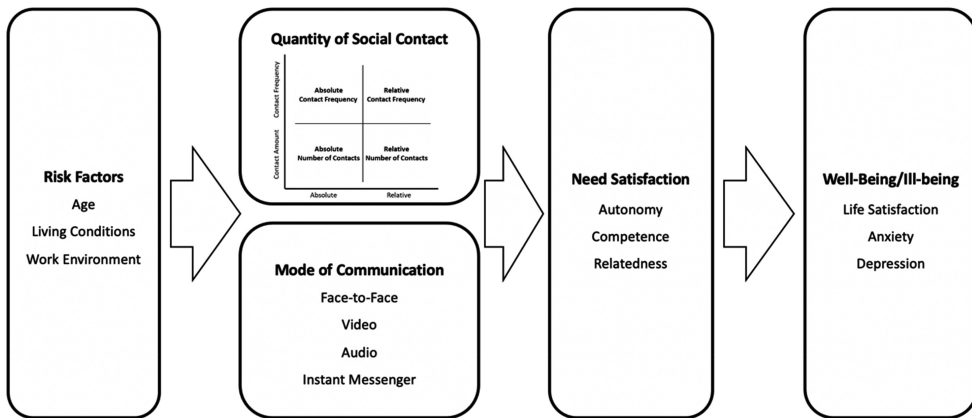 Risk Factors
Age
Living Conditions
Work Environment
Quantity of Social Contact
Contact Frequency
Contact Amount
Absolute
Contact Frequency
Relative
Contact Frequency
Absolute
Number of Contacts
Relative
Number of Contacts
Absolute
Relative
Mode of Communication
Face-to-Face
Video
Audio
Instant Messenger
Need Satisfaction
Autonomy
Competence
Relatedness
Well-Being/Ill-being
Life Satisfaction
Anxiety
Depression